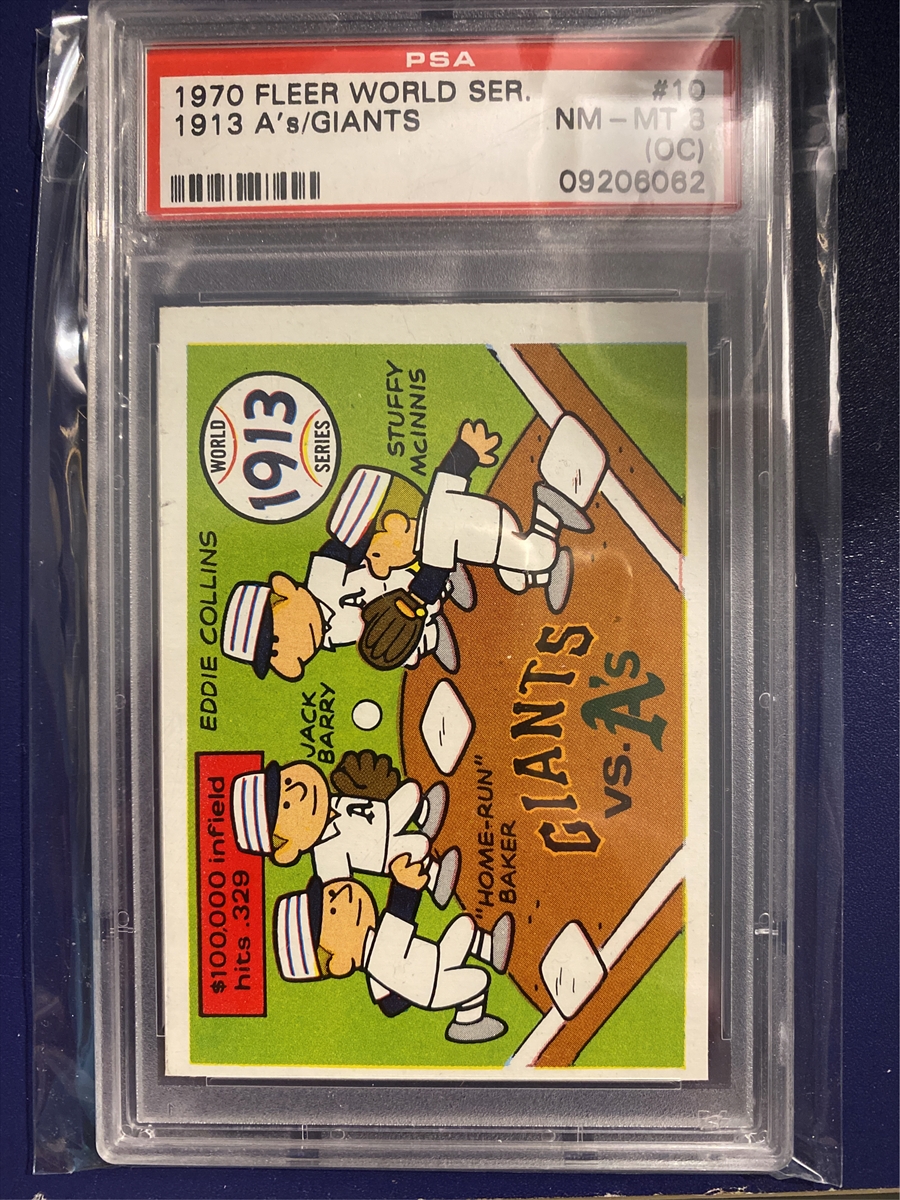 PSA
1970 FLEER WORLD SER. #10
1913 A's/GIANTS NM-MT 8
(OC)
09206062
WORLD
1913
SERIES
STUFFY
McINNIS
EDDIE COLLINS
JACK
BARRY
"HOME-RUN"
BAKER
$100,000 infield
hits .329
GIANTS
vs. A's
A
A